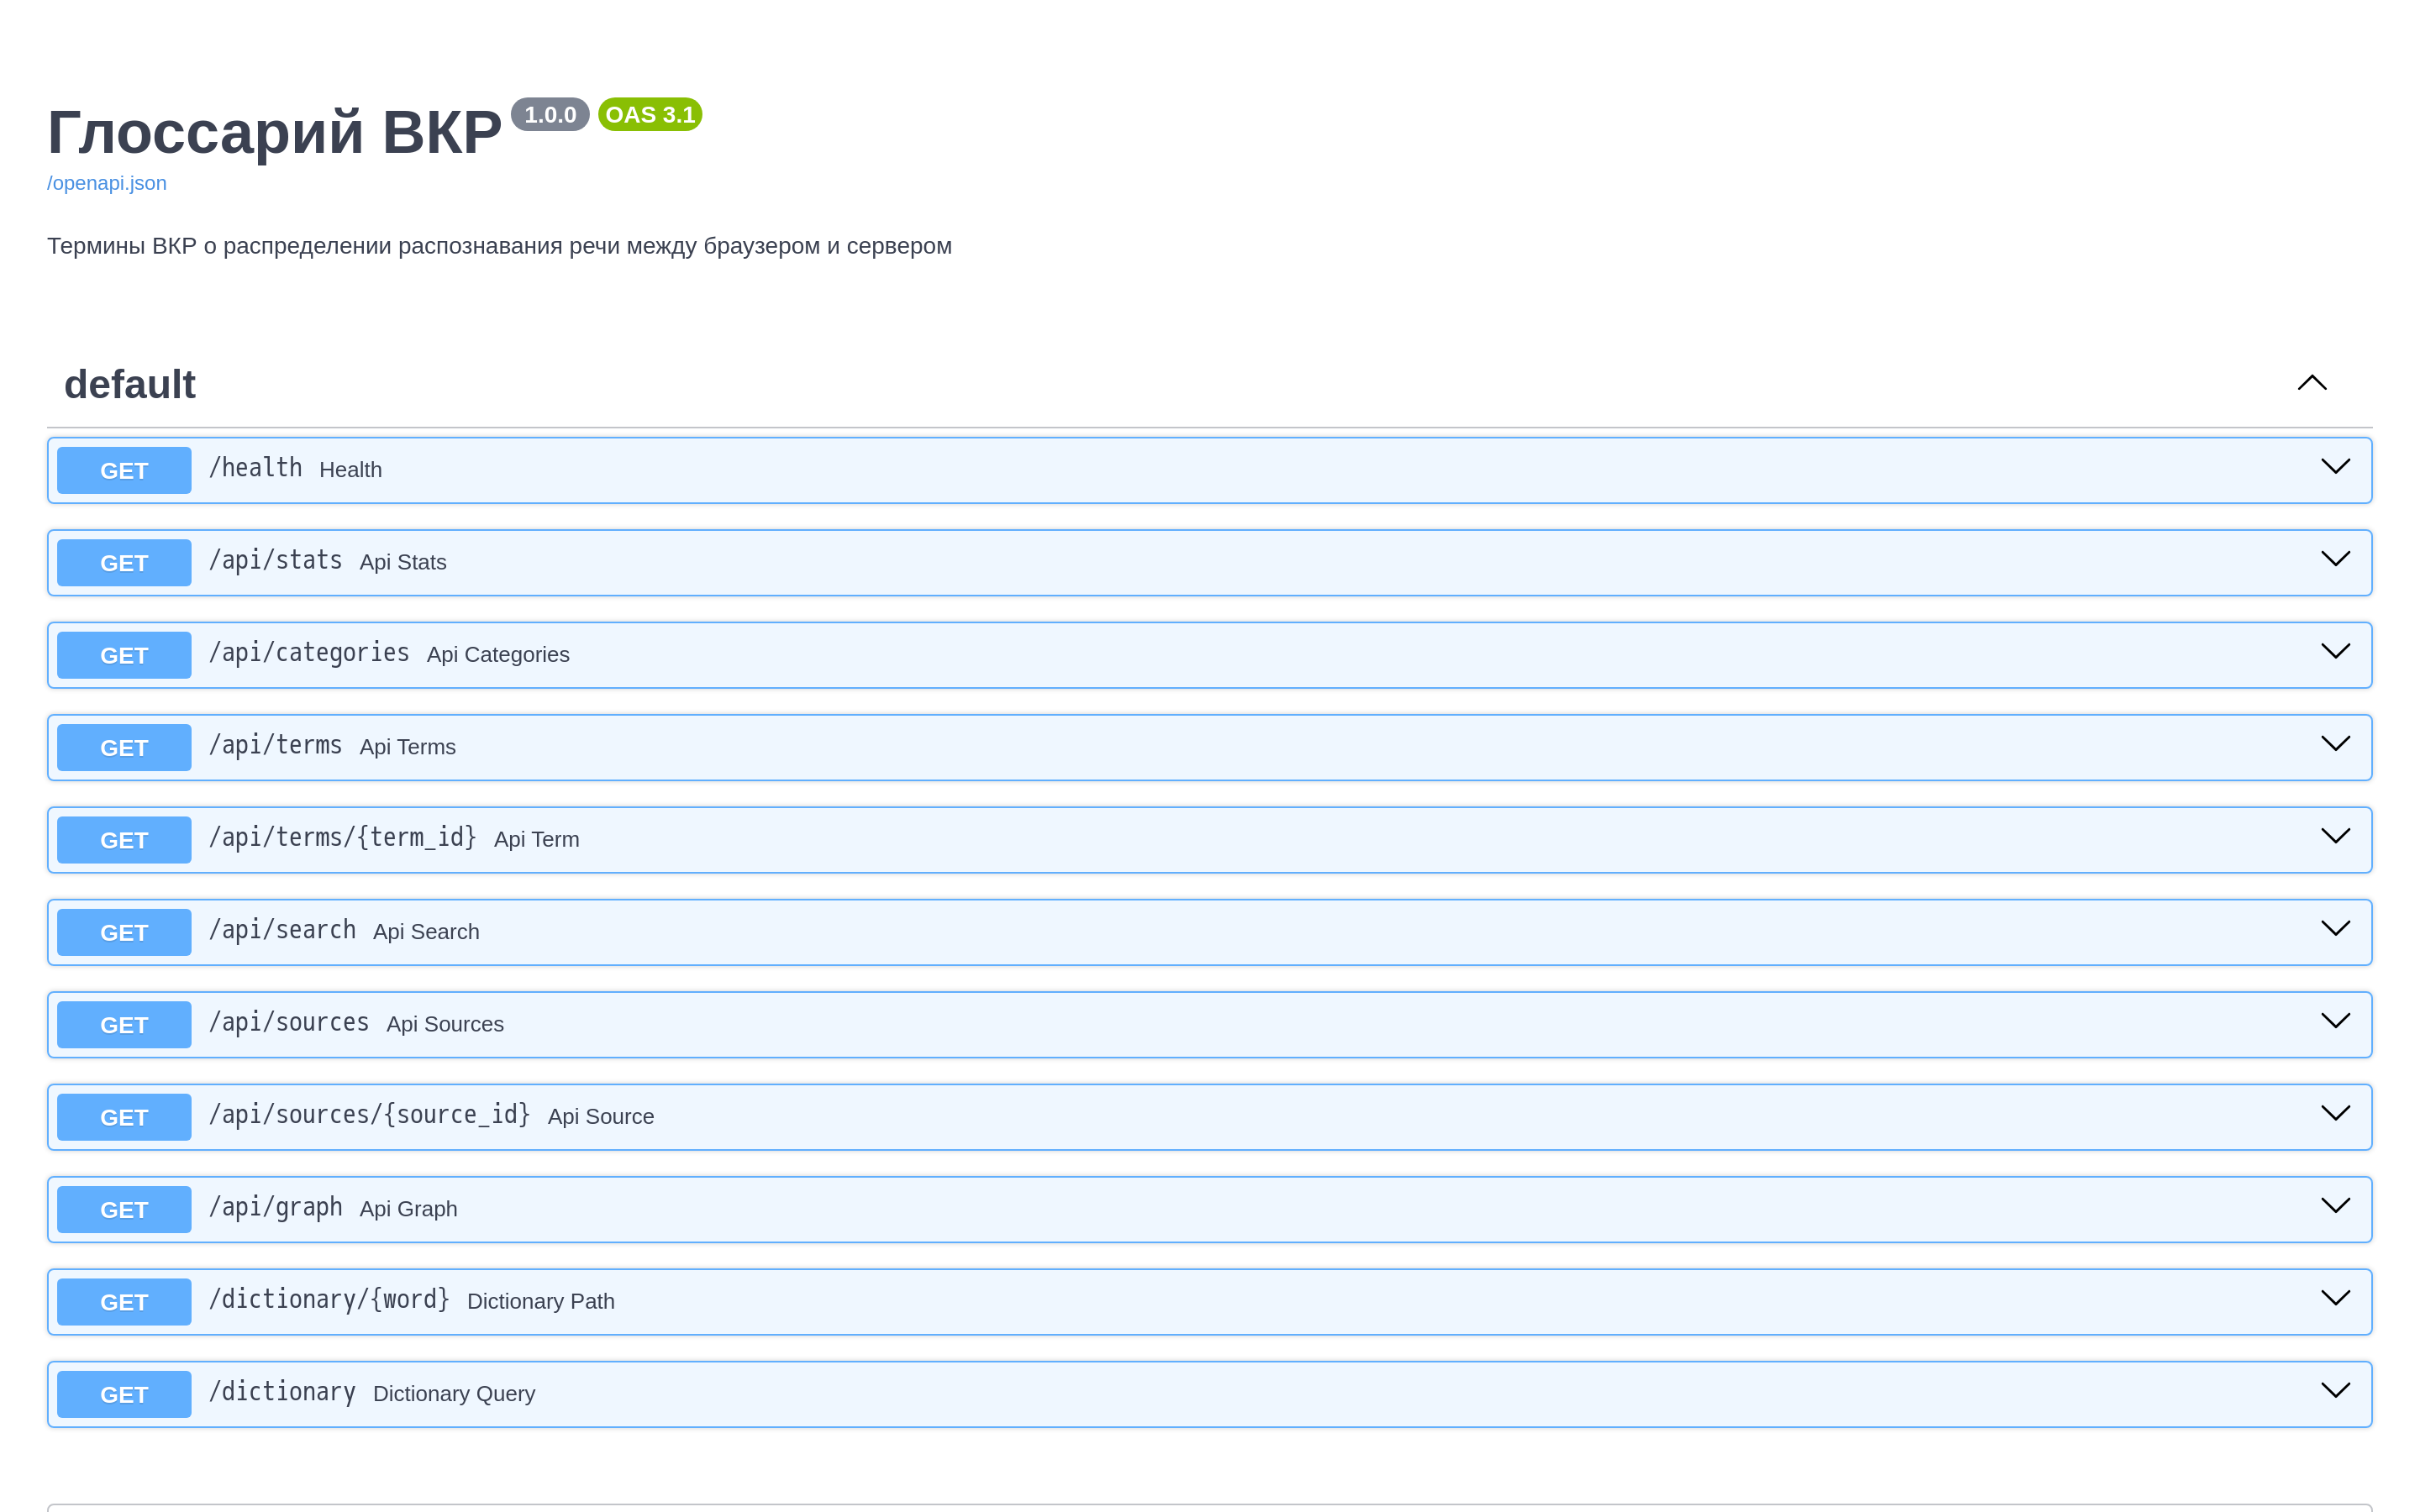 Глоссарий ВКР 1.0.0 OAS 3.1
/openapi.json
Термины ВКР о распределении распознавания речи между браузером и сервером
default
GET /health Health
GET /api/stats Api Stats
GET /api/categories Api Categories
GET /api/terms Api Terms
GET /api/terms/{term_id} Api Term
GET /api/search Api Search
GET /api/sources Api Sources
GET /api/sources/{source_id} Api Source
GET /api/graph Api Graph
GET /dictionary/{word} Dictionary Path
GET /dictionary Dictionary Query